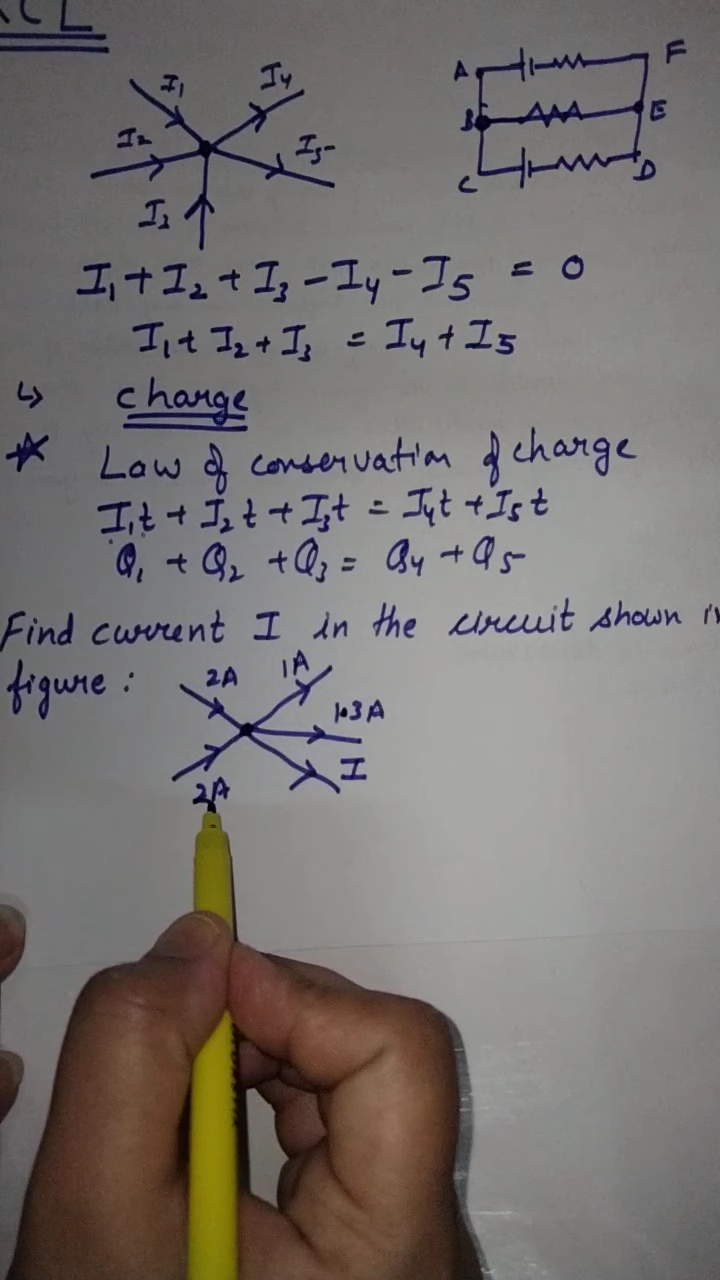 KCL
I₁ I₄ A F
I₂ I₅ B E
I₃ C D
I₁ + I₂ + I₃ - I₄ - I₅ = 0
I₁ + I₂ + I₃ = I₄ + I₅
↳ charge
★ Law of conservation of charge
I₁t + I₂t + I₃t = I₄t + I₅t
Q₁ + Q₂ + Q₃ = Q₄ + Q₅
Find current I in the circuit shown in
figure :
2A 1A
1.3A
I
2A